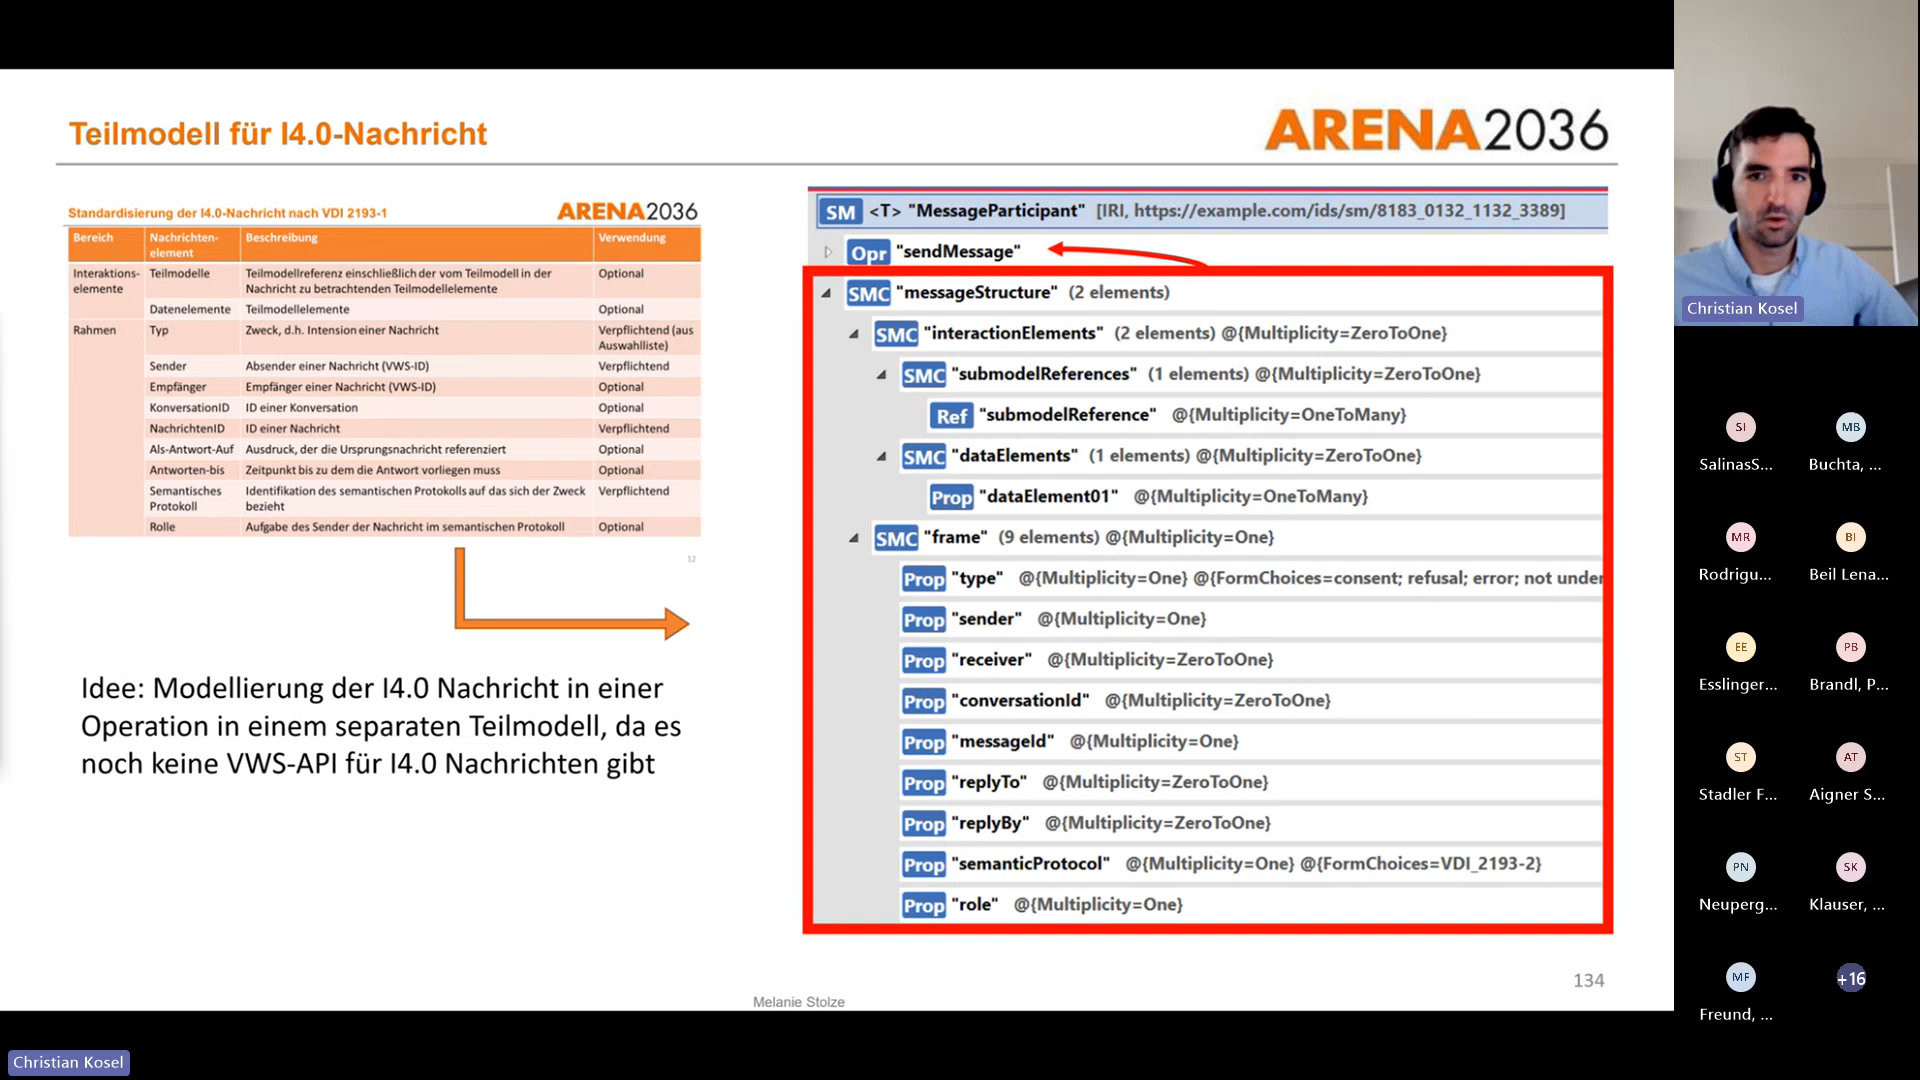 Teilmodell für I4.0-Nachricht
ARENA2036
Standardisierung der I4.0-Nachricht nach VDI 2193-1
ARENA2036
Bereich Nachrichten-element Beschreibung Verwendung
Interaktions-elemente Teilmodelle Teilmodellreferenz einschließlich der vom Teilmodell in der Nachricht zu betrachtenden Teilmodellelemente Optional
Datenelemente Teilmodellelemente Optional
Rahmen Typ Zweck, d.h. Intension einer Nachricht Verpflichtend (aus Auswahlliste)
Sender Absender einer Nachricht (VWS-ID) Verpflichtend
Empfänger Empfänger einer Nachricht (VWS-ID) Optional
KonversationID ID einer Konversation Optional
NachrichtenID ID einer Nachricht Verpflichtend
Als-Antwort-Auf Ausdruck, der die Ursprungsnachricht referenziert Optional
Antworten-bis Zeitpunkt bis zu dem die Antwort vorliegen muss Optional
Semantisches Protokoll Identifikation des semantischen Protokolls auf das sich der Zweck bezieht Verpflichtend
Rolle Aufgabe des Sender der Nachricht im semantischen Protokoll Optional
12
Idee: Modellierung der I4.0 Nachricht in einer
Operation in einem separaten Teilmodell, da es
noch keine VWS-API für I4.0 Nachrichten gibt
SM <T> "MessageParticipant" [IRI, https://example.com/ids/sm/8183_0132_1132_3389]
Opr "sendMessage"
SMC "messageStructure" (2 elements)
SMC "interactionElements" (2 elements) @{Multiplicity=ZeroToOne}
SMC "submodelReferences" (1 elements) @{Multiplicity=ZeroToOne}
Ref "submodelReference" @{Multiplicity=OneToMany}
SMC "dataElements" (1 elements) @{Multiplicity=ZeroToOne}
Prop "dataElement01" @{Multiplicity=OneToMany}
SMC "frame" (9 elements) @{Multiplicity=One}
Prop "type" @{Multiplicity=One} @{FormChoices=consent; refusal; error; not under
Prop "sender" @{Multiplicity=One}
Prop "receiver" @{Multiplicity=ZeroToOne}
Prop "conversationId" @{Multiplicity=ZeroToOne}
Prop "messageId" @{Multiplicity=One}
Prop "replyTo" @{Multiplicity=ZeroToOne}
Prop "replyBy" @{Multiplicity=ZeroToOne}
Prop "semanticProtocol" @{Multiplicity=One} @{FormChoices=VDI_2193-2}
Prop "role" @{Multiplicity=One}
134
Melanie Stolze
Christian Kosel
Christian Kosel
SI MB
SalinasS... Buchta, ...
MR BI
Rodrigu... Beil Lena...
EE PB
Esslinger... Brandl, P...
ST AT
Stadler F... Aigner S...
PN SK
Neuperg... Klauser, ...
MF +16
Freund, ...